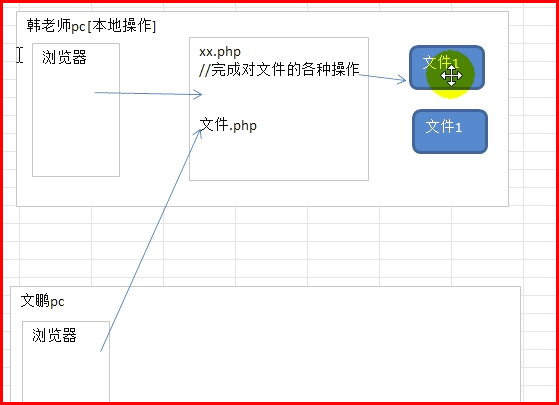 韩老师pc[本地操作]
浏览器
xx.php
//完成对文件的各种操作
文件.php
文件1
文件1
文鹏pc
浏览器